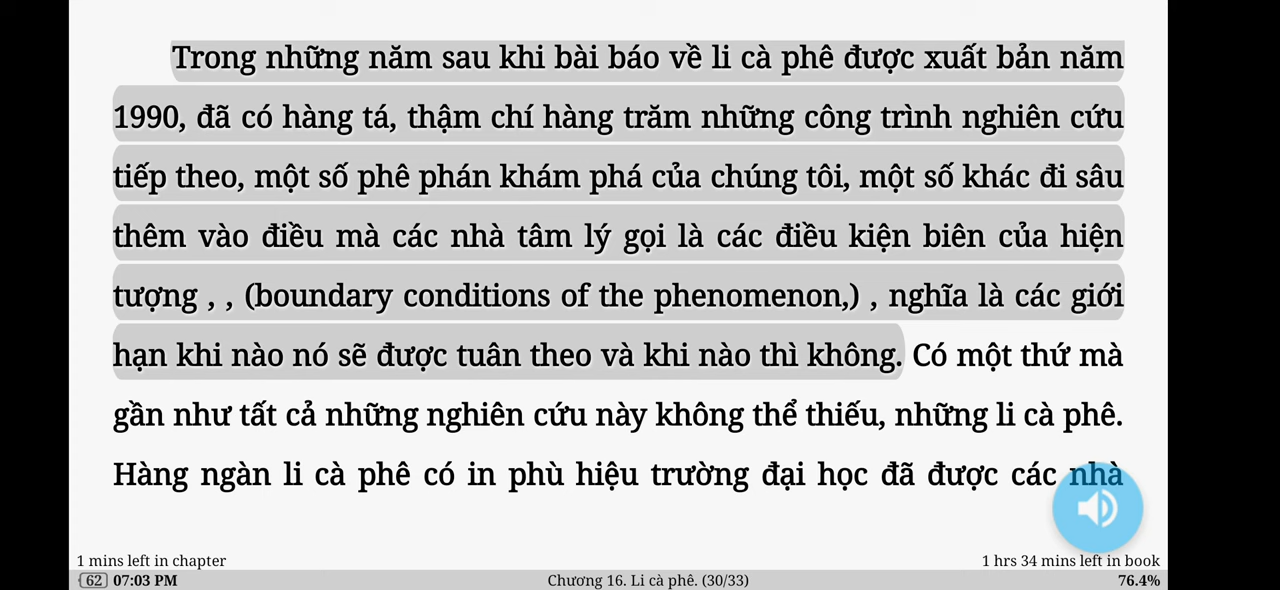 Trong những năm sau khi bài báo về li cà phê được xuất bản năm
1990, đã có hàng tá, thậm chí hàng trăm những công trình nghiên cứu
tiếp theo, một số phê phán khám phá của chúng tôi, một số khác đi sâu
thêm vào điều mà các nhà tâm lý gọi là các điều kiện biên của hiện
tượng , , (boundary conditions of the phenomenon,) , nghĩa là các giới
hạn khi nào nó sẽ được tuân theo và khi nào thì không. Có một thứ mà
gần như tất cả những nghiên cứu này không thể thiếu, những li cà phê.
Hàng ngàn li cà phê có in phù hiệu trường đại học đã được các nhà
1 mins left in chapter
1 hrs 34 mins left in book
62 07:03 PM
Chương 16. Li cà phê. (30/33)
76.4%